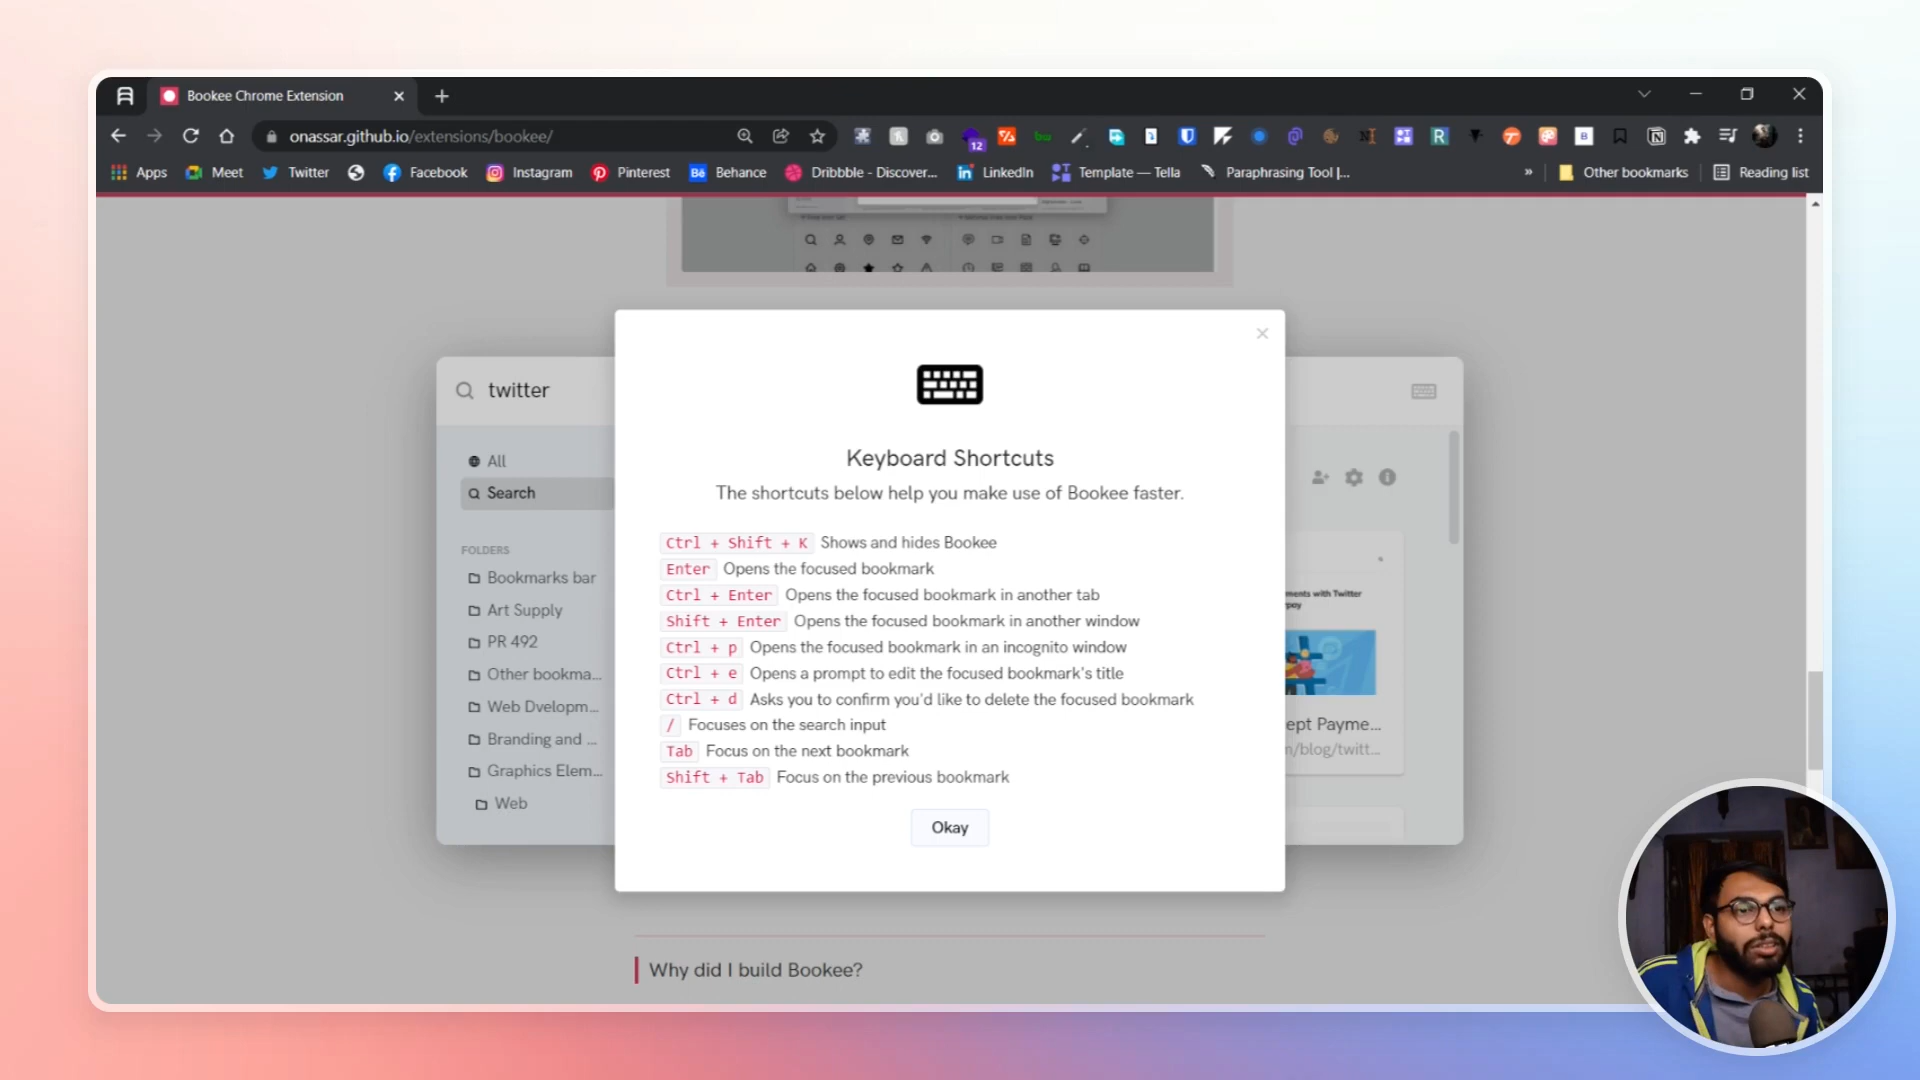 Bookee Chrome Extension
onassar.github.io/extensions/bookee/
12
Apps Meet Twitter Facebook Instagram Pinterest Behance Dribbble - Discover... LinkedIn Template — Tella Paraphrasing Tool |... » Other bookmarks Reading list
twitter
All
Search
FOLDERS
Bookmarks bar
Art Supply
PR 492
Other bookma...
Web Dvelopm...
Branding and ...
Graphics Elem...
Web
Keyboard Shortcuts
The shortcuts below help you make use of Bookee faster.
Ctrl + Shift + K Shows and hides Bookee
Enter Opens the focused bookmark
Ctrl + Enter Opens the focused bookmark in another tab
Shift + Enter Opens the focused bookmark in another window
Ctrl + p Opens the focused bookmark in an incognito window
Ctrl + e Opens a prompt to edit the focused bookmark's title
Ctrl + d Asks you to confirm you'd like to delete the focused bookmark
/ Focuses on the search input
Tab Focus on the next bookmark
Shift + Tab Focus on the previous bookmark
Okay
ments with Twitter
pay
ept Payme...
n/blog/twitt...
Why did I build Bookee?